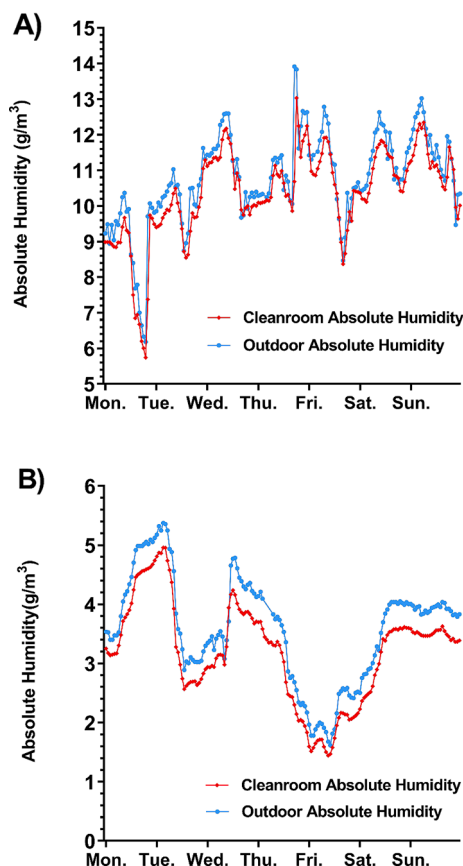 A)
Absolute Humidity (g/m³)
15
14
13
12
11
10
9
8
7
6
5
Cleanroom Absolute Humidity
Outdoor Absolute Humidity
Mon. Tue. Wed. Thu. Fri. Sat. Sun.
B)
Absolute Humidity(g/m³)
6
5
4
3
2
1
0
Cleanroom Absolute Humidity
Outdoor Absolute Humidity
Mon. Tue. Wed. Thu. Fri. Sat. Sun.